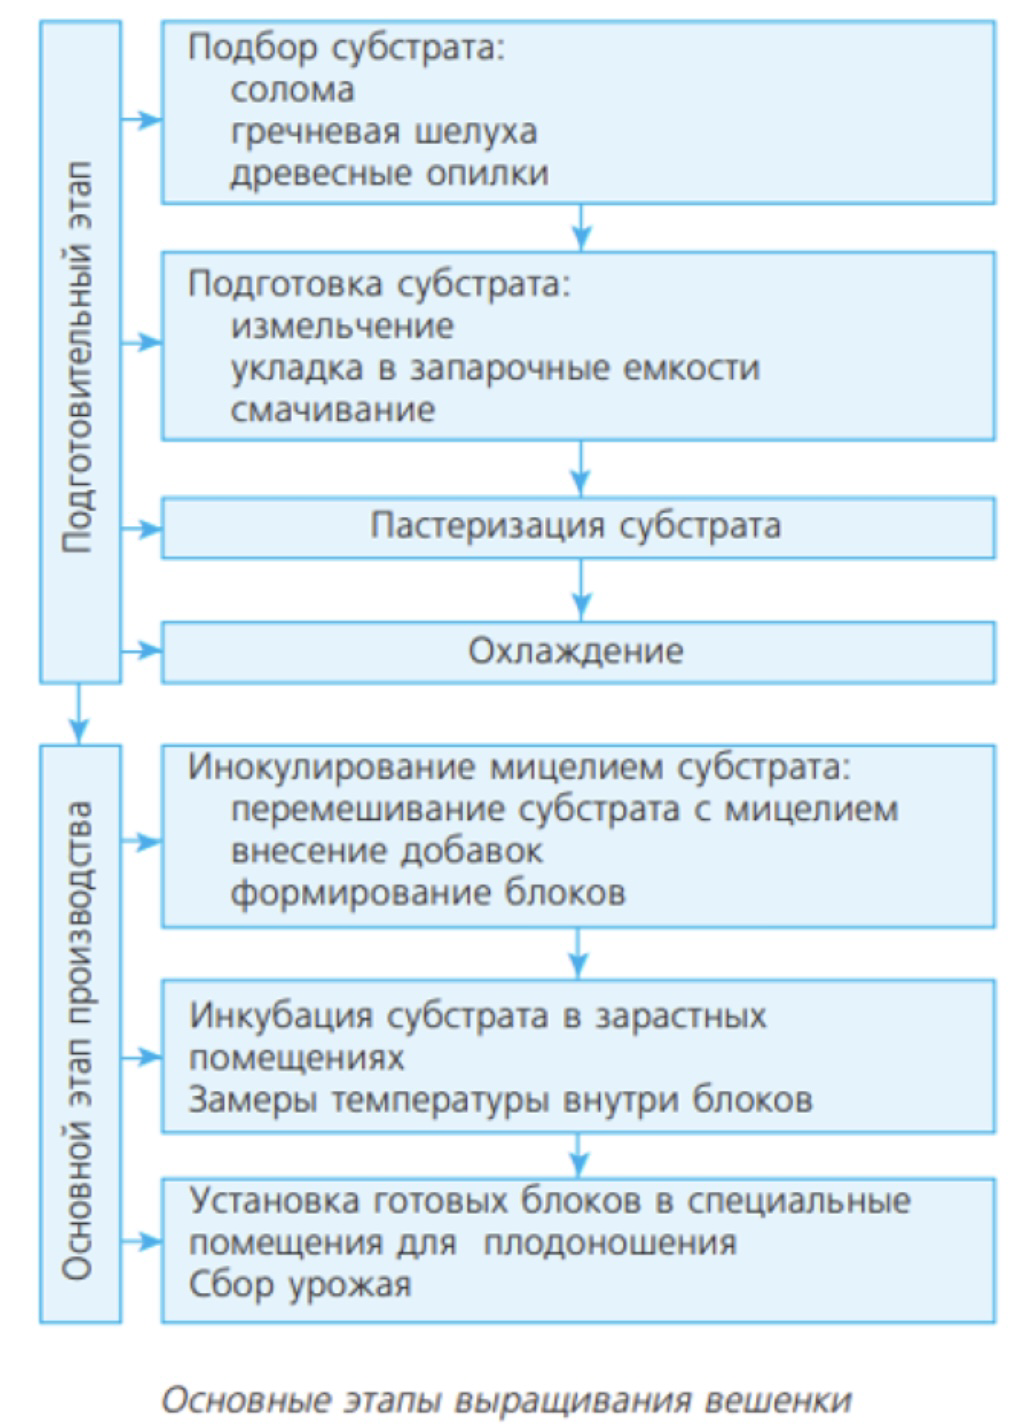 Подготовительный этап
Подбор субстрата:
солома
гречневая шелуха
древесные опилки
Подготовка субстрата:
измельчение
укладка в запарочные емкости
смачивание
Пастеризация субстрата
Охлаждение
Основной этап производства
Инокулирование мицелием субстрата:
перемешивание субстрата с мицелием
внесение добавок
формирование блоков
Инкубация субстрата в зарастных
помещениях
Замеры температуры внутри блоков
Установка готовых блоков в специальные
помещения для плодоношения
Сбор урожая
Основные этапы выращивания вешенки